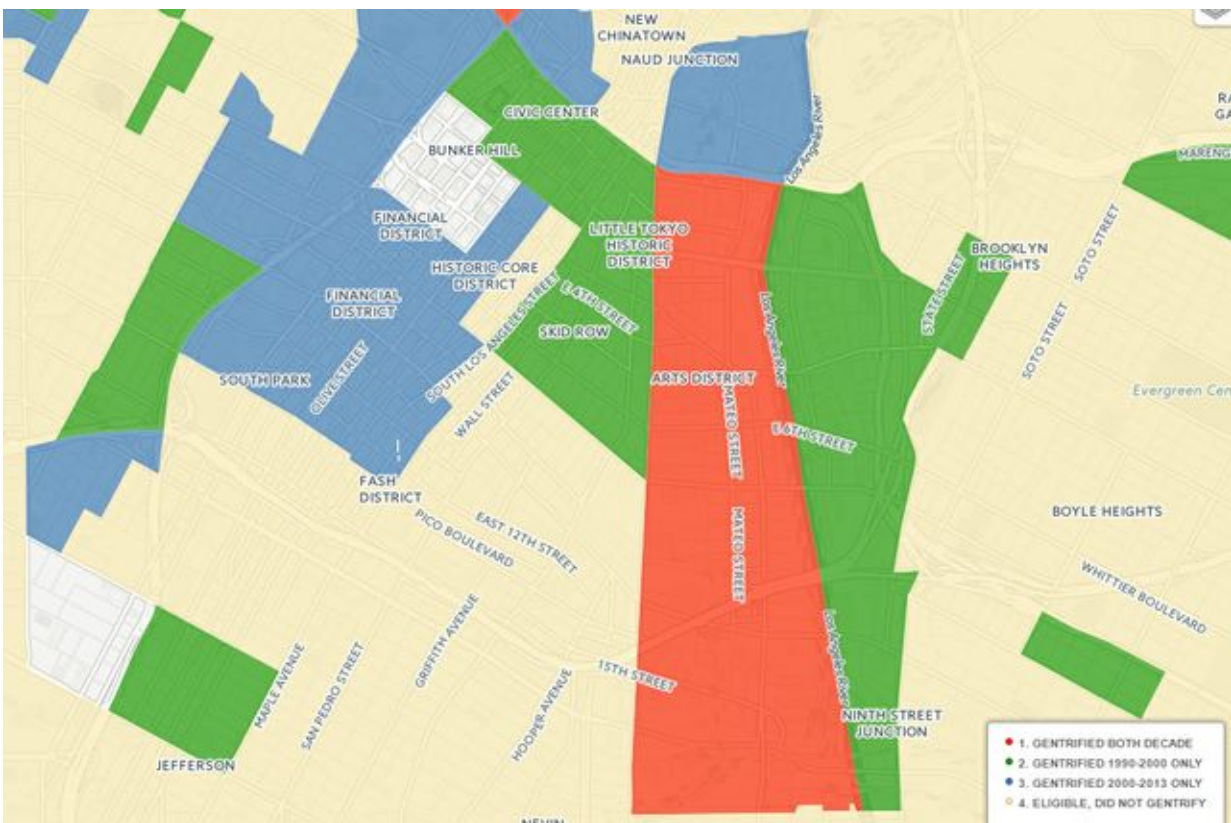 NEW
CHINATOWN
NAUD JUNCTION
CIVIC CENTER
Los Angeles River
BUNKER HILL
MARENG
FINANCIAL
DISTRICT
LITTLE TOKYO
HISTORIC
DISTRICT
HISTORIC CORE
DISTRICT
BROOKLYN
HEIGHTS
SOTO STREET
STATE STREET
FINANCIAL
DISTRICT
E 4TH STREET
SKID ROW
Los Angeles River
SOTO STREET
SOUTH LOS ANGELES STREET
SOUTH PARK
OLIVE STREET
WALL STREET
ARTS DISTRICT
MATEO STREET
Evergreen Cem
E 6TH STREET
FASH
DISTRICT
PICO BOULEVARD
EAST 12TH STREET
MATEO STREET
BOYLE HEIGHTS
WHITTIER BOULEVARD
GRIFFITH AVENUE
MAPLE AVENUE
SAN PEDRO STREET
HOOPER AVENUE
15TH STREET
Los Angeles River
NINTH STREET
JUNCTION
JEFFERSON
1. GENTRIFIED BOTH DECADE
2. GENTRIFIED 1990-2000 ONLY
3. GENTRIFIED 2000-2013 ONLY
4. ELIGIBLE, DID NOT GENTRIFY